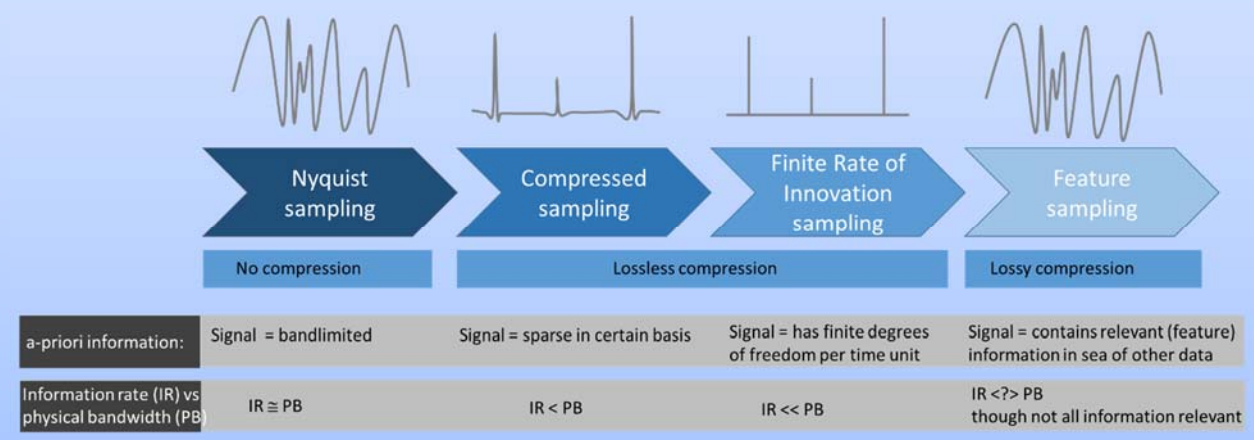 Nyquist
sampling
Compressed
sampling
Finite Rate of
Innovation
sampling
Feature
sampling
No compression
Lossless compression
Lossy compression
a-priori information:
Signal = bandlimited
Signal = sparse in certain basis
Signal = has finite degrees
of freedom per time unit
Signal = contains relevant (feature)
information in sea of other data
Information rate (IR) vs
physical bandwidth (PB)
IR ≅ PB
IR < PB
IR << PB
IR <?> PB
though not all information relevant